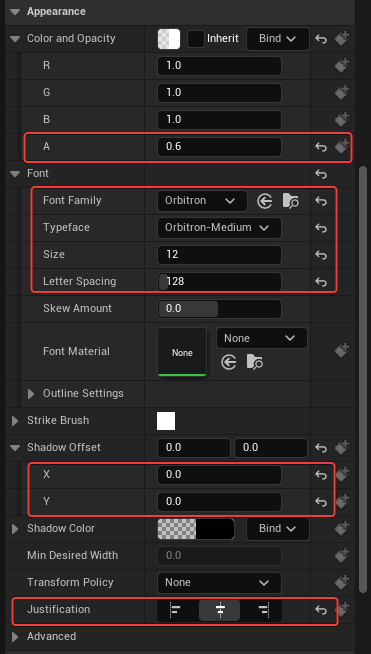 Appearance
Color and Opacity Inherit Bind
R 1.0
G 1.0
B 1.0
A 0.6
Font
Font Family Orbitron
Typeface Orbitron-Medium
Size 12
Letter Spacing 128
Skew Amount 0.0
Font Material None None
Outline Settings
Strike Brush
Shadow Offset 0.0 0.0
X 0.0
Y 0.0
Shadow Color Bind
Min Desired Width 0.0
Transform Policy None
Justification
Advanced